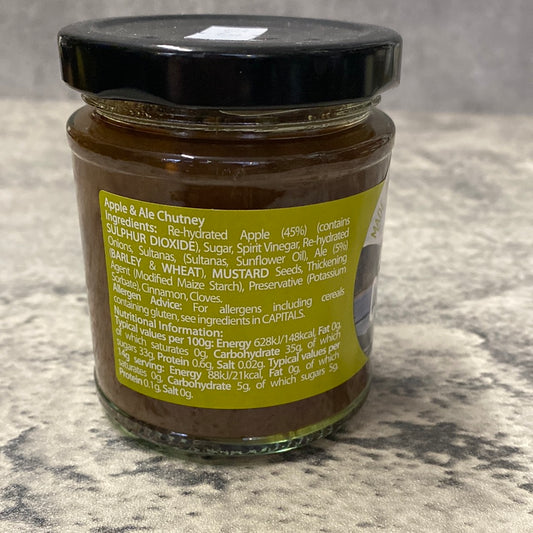 Apple & Ale Chutney
Ingredients: Re-hydrated Apple (45%) (contains
SULPHUR DIOXIDE), Sugar, Spirit Vinegar, Re-hydrated
Onions, Sultanas, (Sultanas, Sunflower Oil), Ale (5%)
(BARLEY & WHEAT), MUSTARD Seeds, Thickening
Agent (Modified Maize Starch), Preservative (Potassium
Sorbate), Cinnamon, Cloves.
Allergen Advice: For allergens including cereals
containing gluten, see ingredients in CAPITALS.
Nutritional Information:
Typical values per 100g: Energy 628kJ/148kcal, Fat 0g,
of which saturates 0g, Carbohydrate 35g, of which
sugars 33g, Protein 0.6g, Salt 0.02g. Typical values per
14g serving: Energy 88kJ/21kcal, Fat 0g, of which
saturates 0g, Carbohydrate 5g, of which sugars 5g,
Protein 0.1g, Salt 0g.